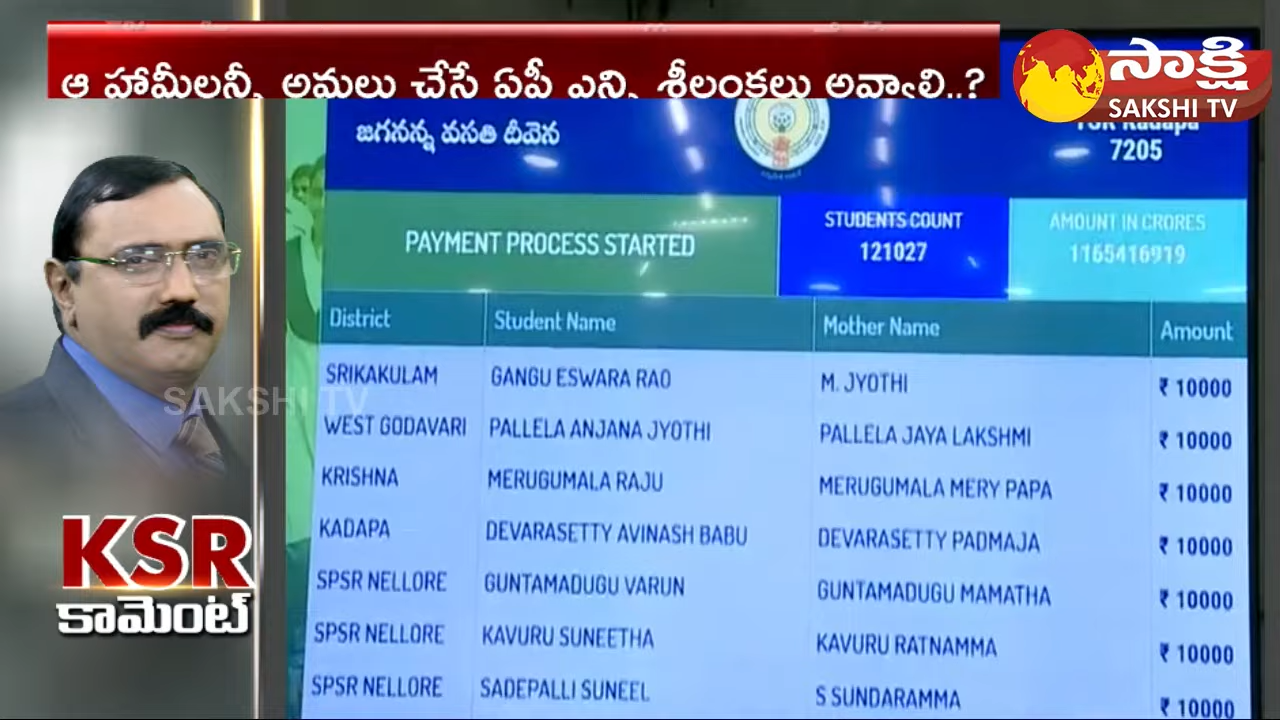 ఆ హామీలన్నీ అమలు చేస్తే ఏపీ ఎన్ని శ్రీలంకలు అవ్వాలి..?
సాక్షి
SAKSHI TV
జగనన్న వసతి దీవెన
YSR Kadapa
7205
PAYMENT PROCESS STARTED
STUDENTS COUNT
121027
AMOUNT IN CRORES
1165416919
District Student Name Mother Name Amount
SRIKAKULAM GANGU ESWARA RAO M. JYOTHI ₹ 10000
WEST GODAVARI PALLELA ANJANA JYOTHI PALLELA JAYA LAKSHMI ₹ 10000
KRISHNA MERUGUMALA RAJU MERUGUMALA MERY PAPA ₹ 10000
KADAPA DEVARASETTY AVINASH BABU DEVARASETTY PADMAJA ₹ 10000
SPSR NELLORE GUNTAMADUGU VARUN GUNTAMADUGU MAMATHA ₹ 10000
SPSR NELLORE KAVURU SUNEETHA KAVURU RATNAMMA ₹ 10000
SPSR NELLORE SADEPALLI SUNEEL S SUNDARAMMA ₹ 10000
SAKSHI TV
KSR
కామెంట్